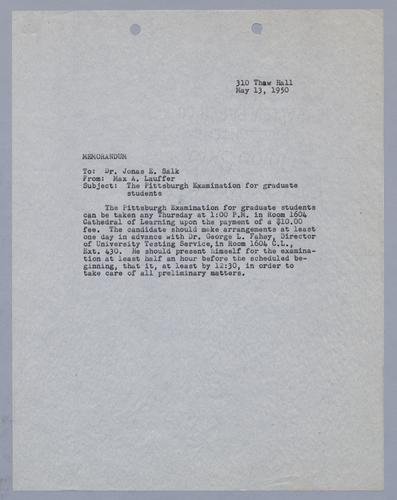 310 Thaw Hall
May 13, 1950
MEMORANDUM
To: Dr. Jonas E. Salk
From: Max A. Lauffer
Subject: The Pittsburgh Examination for graduate
students
The Pittsburgh Examination for graduate students
can be taken any Thursday at 1:00 P.M. in Room 1604
Cathedral of Learning upon the payment of a $10.00
fee. The candidate should make arrangements at least
one day in advance with Dr. George L. Fahey, Director
of University Testing Service, in Room 1604 C.L.,
Ext. 430. He should present himself for the examina-
tion at least half an hour before the scheduled be-
ginning, that it, at least by 12:30, in order to
take care of all preliminary matters.